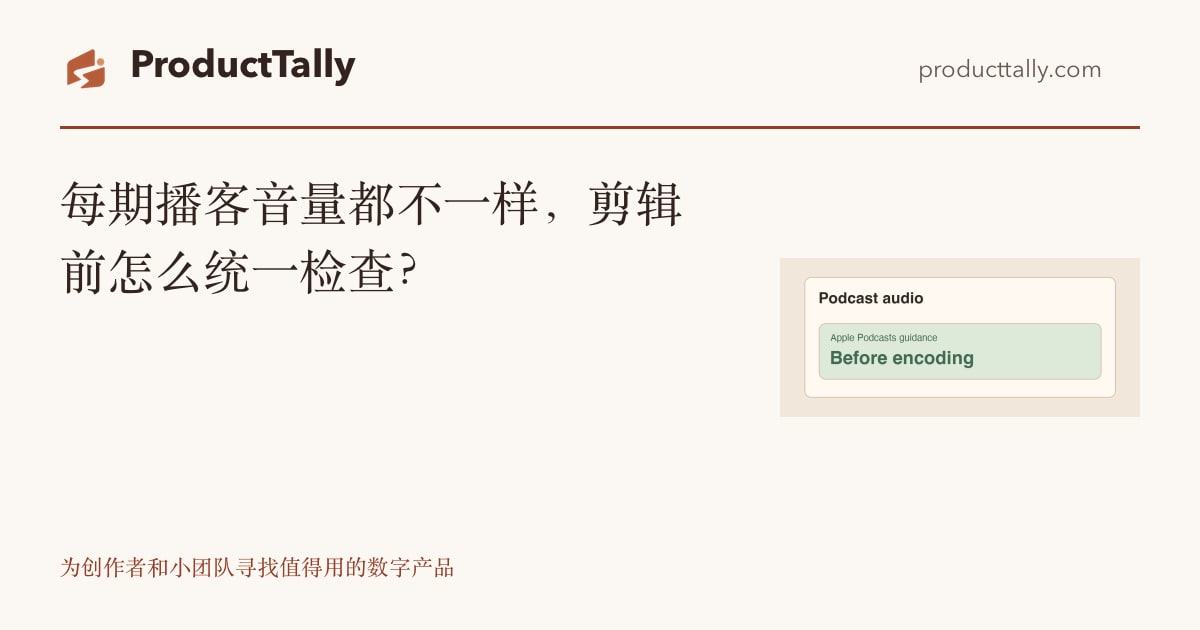 ProductTally
producttally.com
每期播客音量都不一样，剪辑
前怎么统一检查？
Podcast audio
Apple Podcasts guidance
Before encoding
为创作者和小团队寻找值得用的数字产品